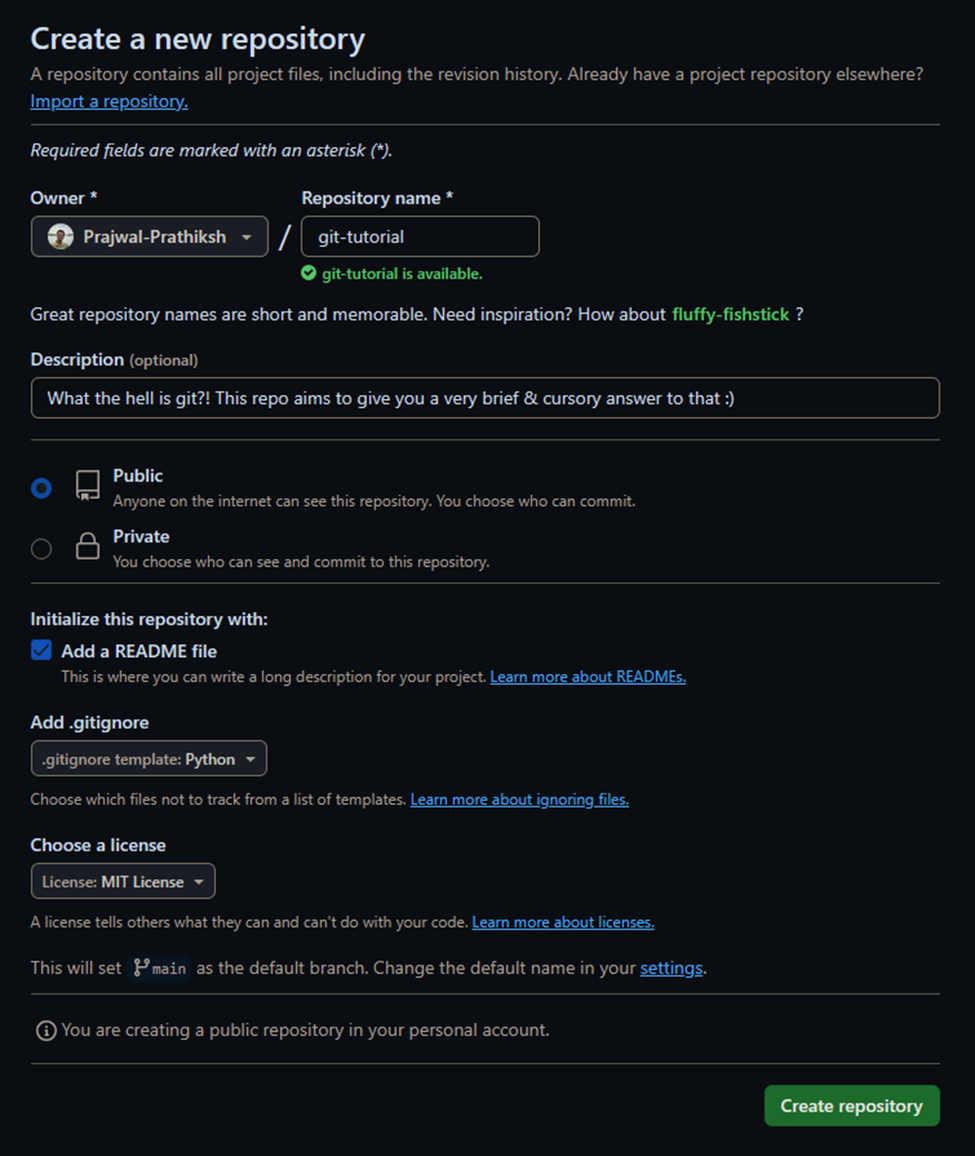 Create a new repository
A repository contains all project files, including the revision history. Already have a project repository elsewhere?
Import a repository.
Required fields are marked with an asterisk (*).
Owner * Repository name *
Prajwal-Prathiksh / git-tutorial
git-tutorial is available.
Great repository names are short and memorable. Need inspiration? How about fluffy-fishstick ?
Description (optional)
What the hell is git?! This repo aims to give you a very brief & cursory answer to that :)
Public
Anyone on the internet can see this repository. You choose who can commit.
Private
You choose who can see and commit to this repository.
Initialize this repository with:
Add a README file
This is where you can write a long description for your project. Learn more about READMEs.
Add .gitignore
.gitignore template: Python
Choose which files not to track from a list of templates. Learn more about ignoring files.
Choose a license
License: MIT License
A license tells others what they can and can't do with your code. Learn more about licenses.
This will set main as the default branch. Change the default name in your settings.
You are creating a public repository in your personal account.
Create repository